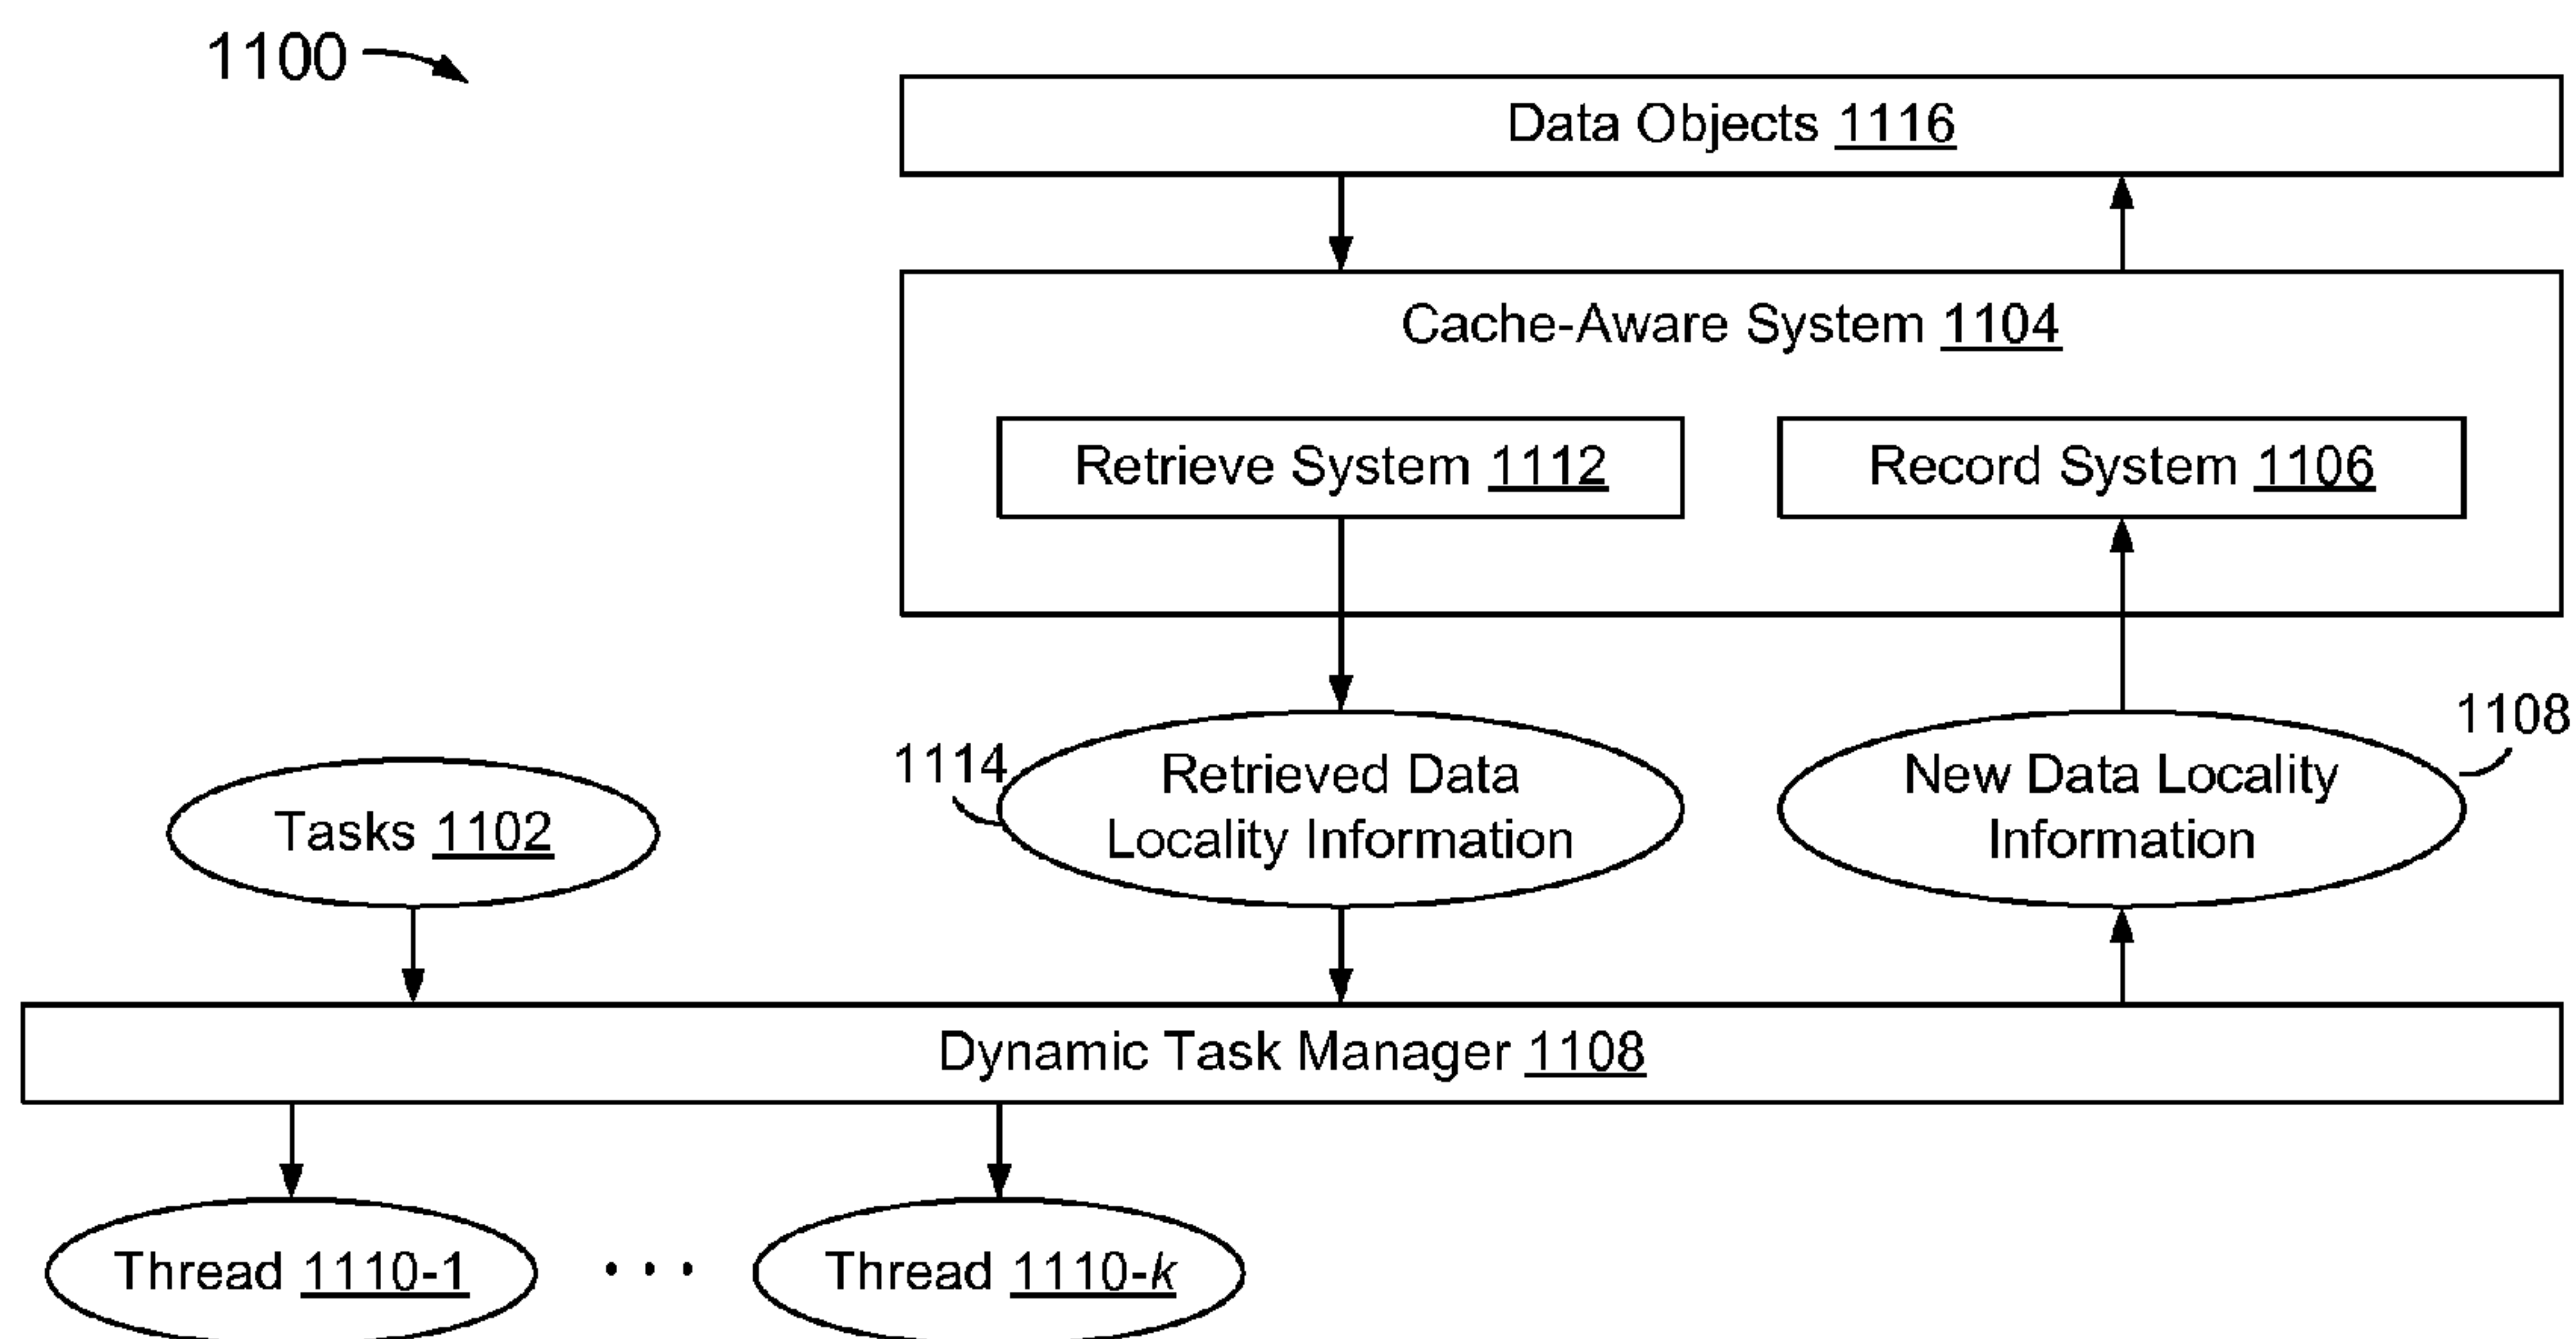 1100
Data Objects 1116
Cache-Aware System 1104
Retrieve System 1112
Record System 1106
1108
1114
Retrieved Data
Locality Information
New Data Locality
Information
Tasks 1102
Dynamic Task Manager 1108
Thread 1110-1
. . .
Thread 1110-k